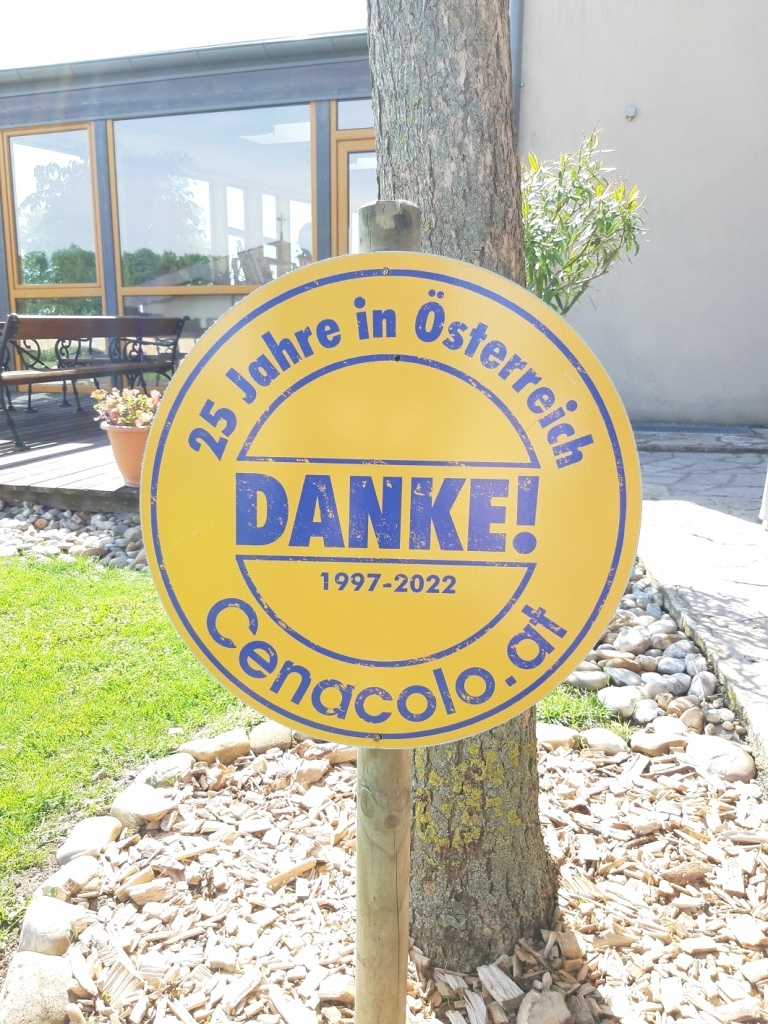 25 Jahre in Österreich
DANKE!
1997-2022
Cenacolo.at